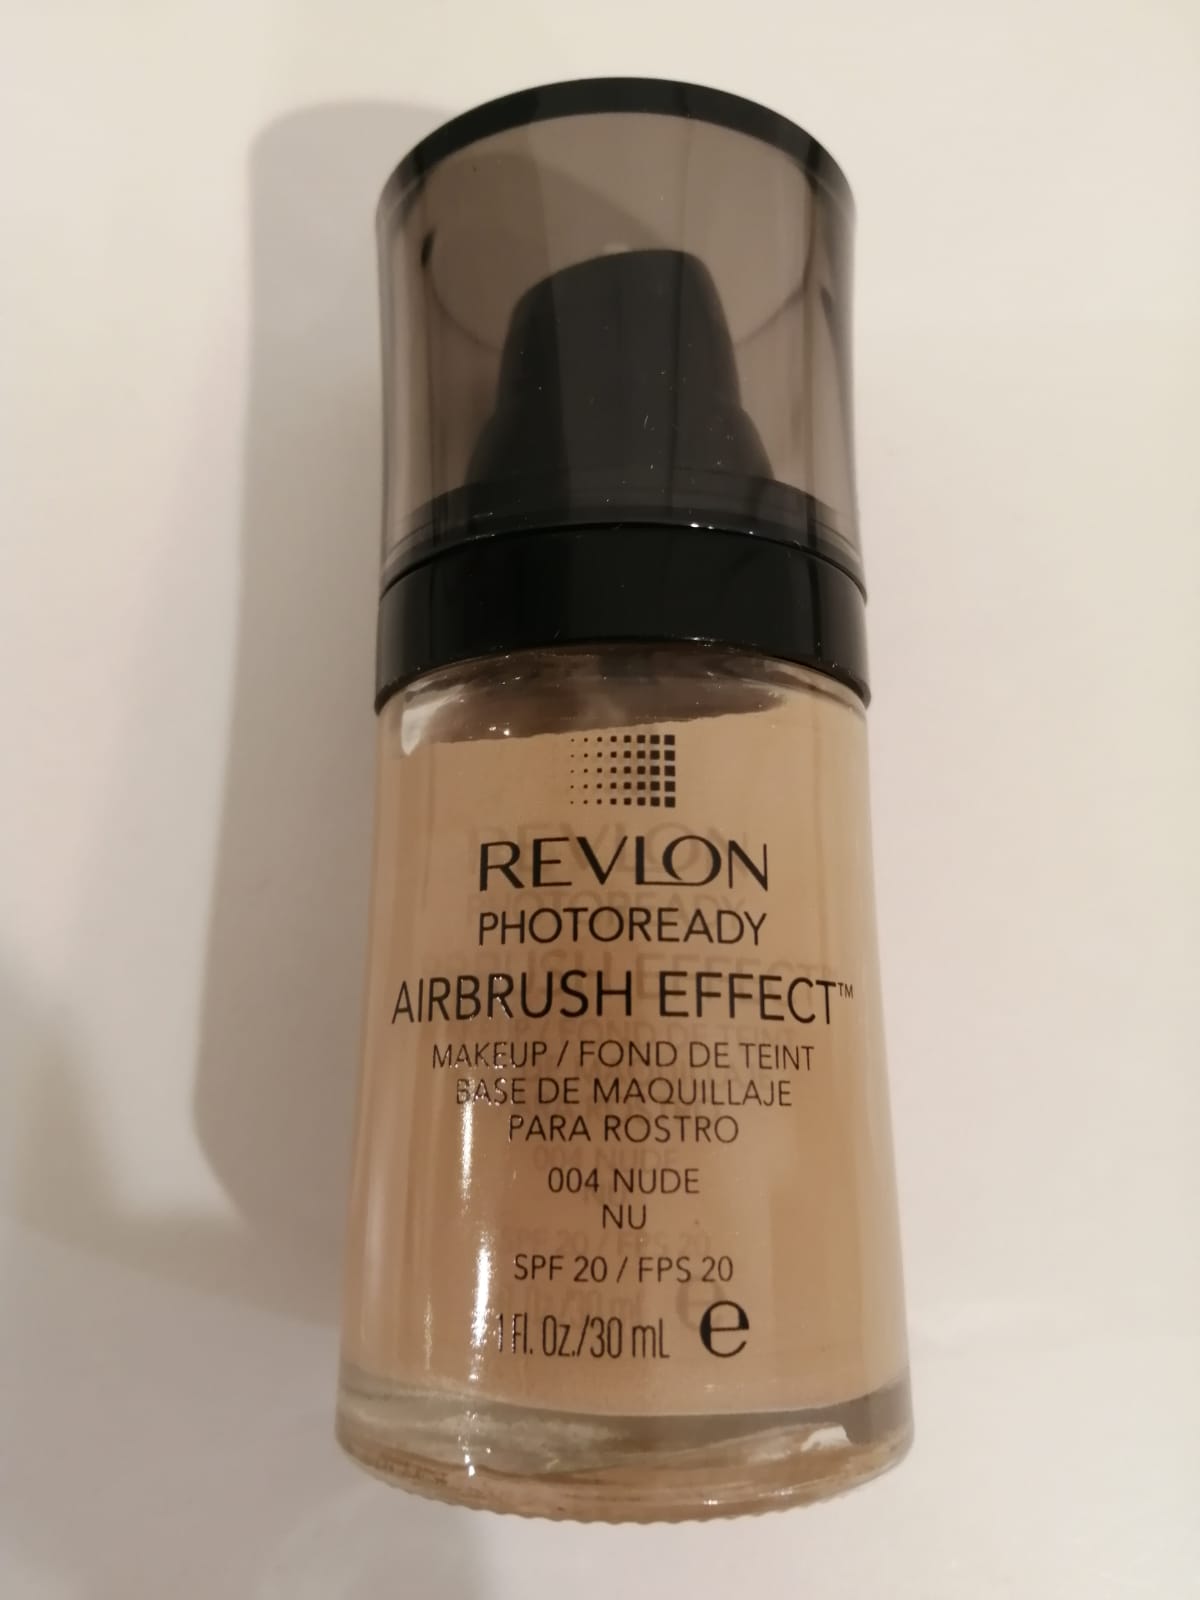 REVLON
PHOTOREADY
AIRBRUSH EFFECT™
MAKEUP / FOND DE TEINT
BASE DE MAQUILLAJE
PARA ROSTRO
004 NUDE
NU
SPF 20 / FPS 20
1 Fl. Oz./30 mL e